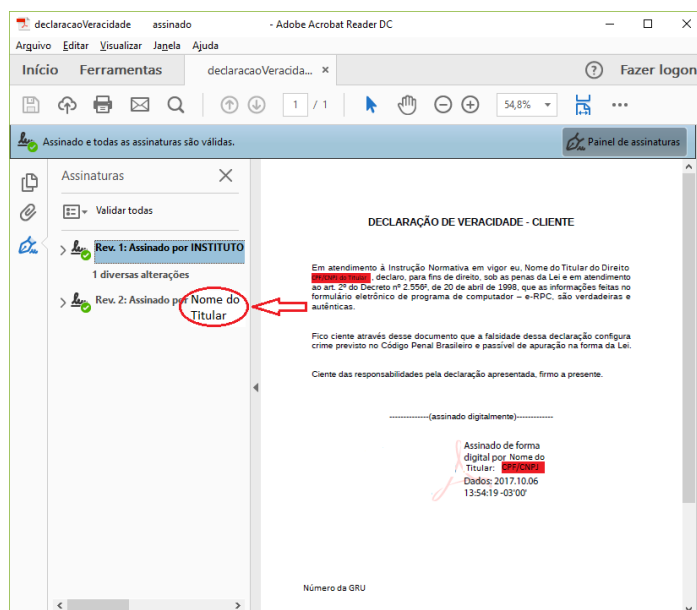 declaracaoVeracidade assinado - Adobe Acrobat Reader DC
Arquivo Editar Visualizar Janela Ajuda
Início Ferramentas declaracaoVeracida... × ? Fazer logon
1 / 1 54,8% •••
Assinado e todas as assinaturas são válidas. Painel de assinaturas
Assinaturas
Validar todas
Rev. 1: Assinado por INSTITUTO
1 diversas alterações
Rev. 2: Assinado por Nome do
Titular
DECLARAÇÃO DE VERACIDADE - CLIENTE
Em atendimento à Instrução Normativa em vigor eu, Nome do Titular do Direito
CPF/CNPJ do Titular , declaro, para fins de direito, sob as penas da Lei e em atendimento
ao art. 2º do Decreto nº 2.556², de 20 de abril de 1998, que as informações feitas no
formulário eletrônico de programa de computador – e-RPC, são verdadeiras e
autênticas.
Fico ciente através desse documento que a falsidade dessa declaração configura
crime previsto no Código Penal Brasileiro e passível de apuração na forma da Lei.
Ciente das responsabilidades pela declaração apresentada, firmo a presente.
--------------(assinado digitalmente)-------------
Assinado de forma
digital por Nome do
Titular: CPF/CNPJ
Dados: 2017.10.06
13:54:19 -03'00'
Número da GRU